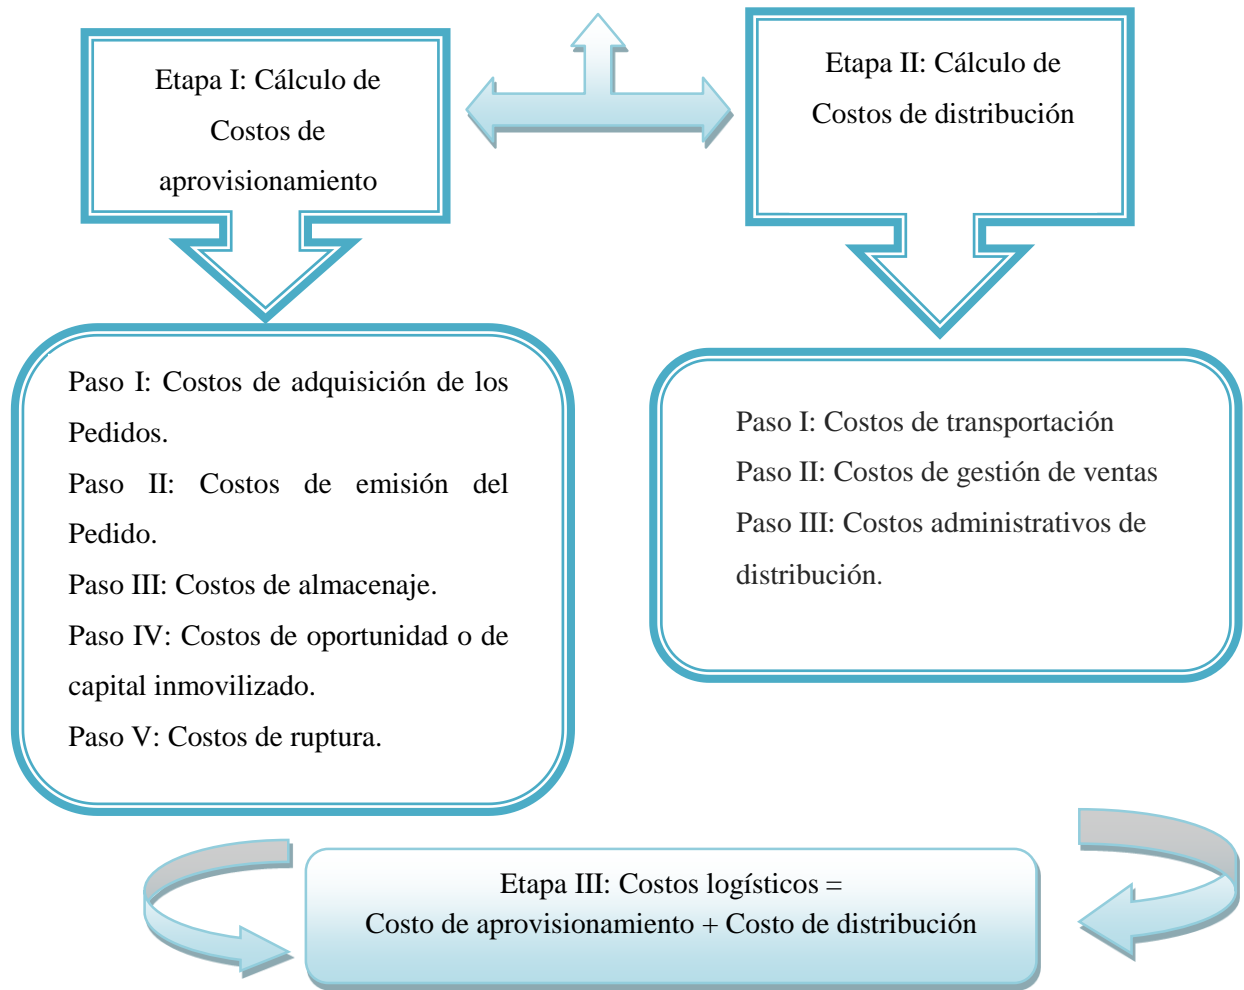 Etapa I: Cálculo de
Costos de
aprovisionamiento
Etapa II: Cálculo de
Costos de distribución
Paso I: Costos de adquisición de los
Pedidos.
Paso II: Costos de emisión del
Pedido.
Paso III: Costos de almacenaje.
Paso IV: Costos de oportunidad o de
capital inmovilizado.
Paso V: Costos de ruptura.
Paso I: Costos de transportación
Paso II: Costos de gestión de ventas
Paso III: Costos administrativos de
distribución.
Etapa III: Costos logísticos =
Costo de aprovisionamiento + Costo de distribución